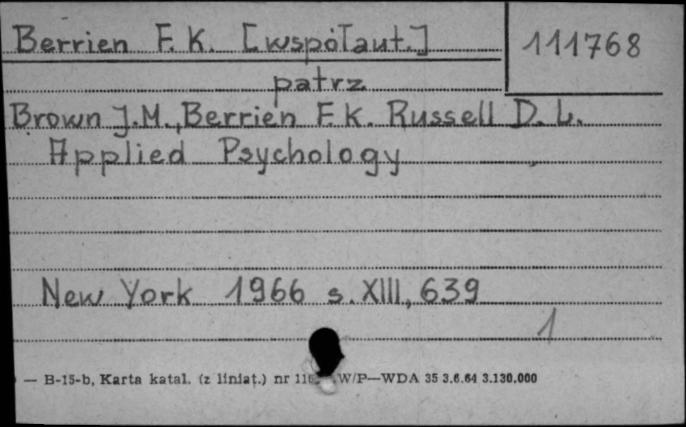 Berrien F. K. [współaut.] 111768
patrz
Brown J. M., Berrien F. K. Russell D. L.
Applied Psychology
New York 1966 s. XIII, 639
1
— B-15-b, Karta katal. (z liniat.) nr W/P—WDA 35 3.6.64 3.130.000